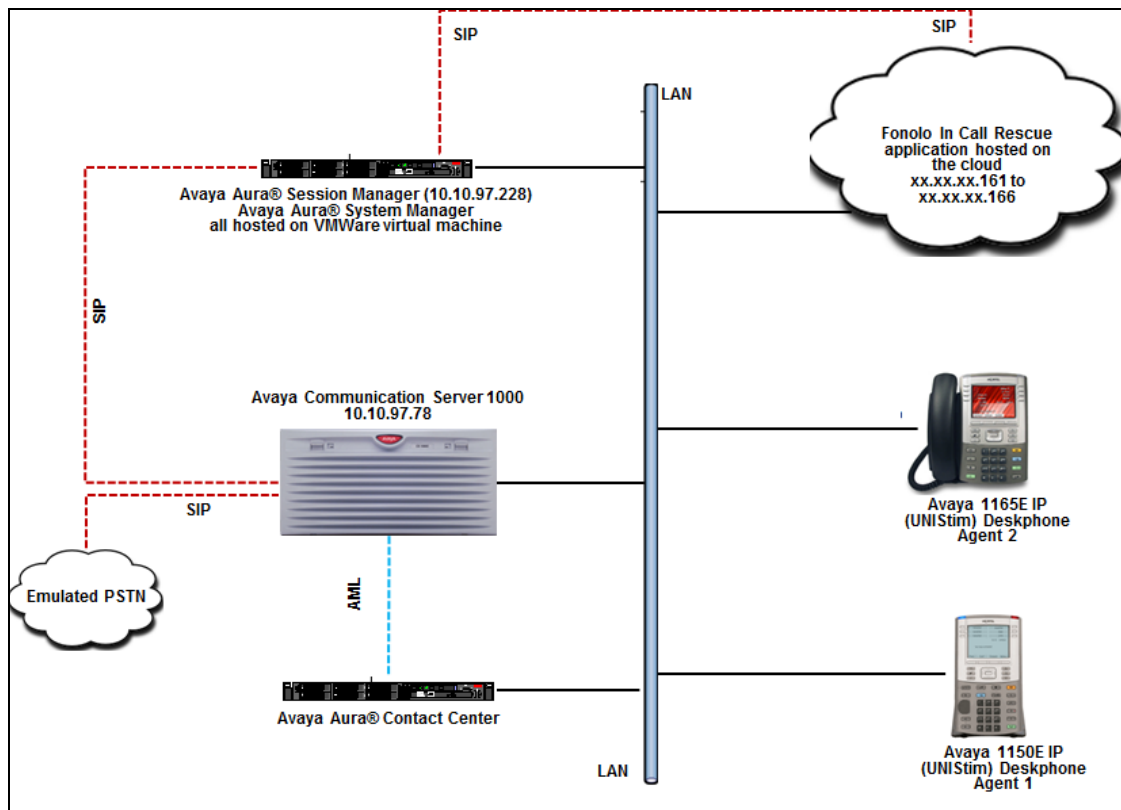 SIP
SIP
LAN
Fonolo In Call Rescue
application hosted on
the cloud
xx.xx.xx.161 to
xx.xx.xx.166
Avaya Aura® Session Manager (10.10.97.228)
Avaya Aura® System Manager
all hosted on VMWare virtual machine
SIP
Avaya Communication Server 1000
10.10.97.78
SIP
Avaya 1165E IP
(UNIStim) Deskphone
Agent 2
Emulated PSTN
AML
Avaya Aura® Contact Center
LAN
Avaya 1150E IP
(UNIStim) Deskphone
Agent 1